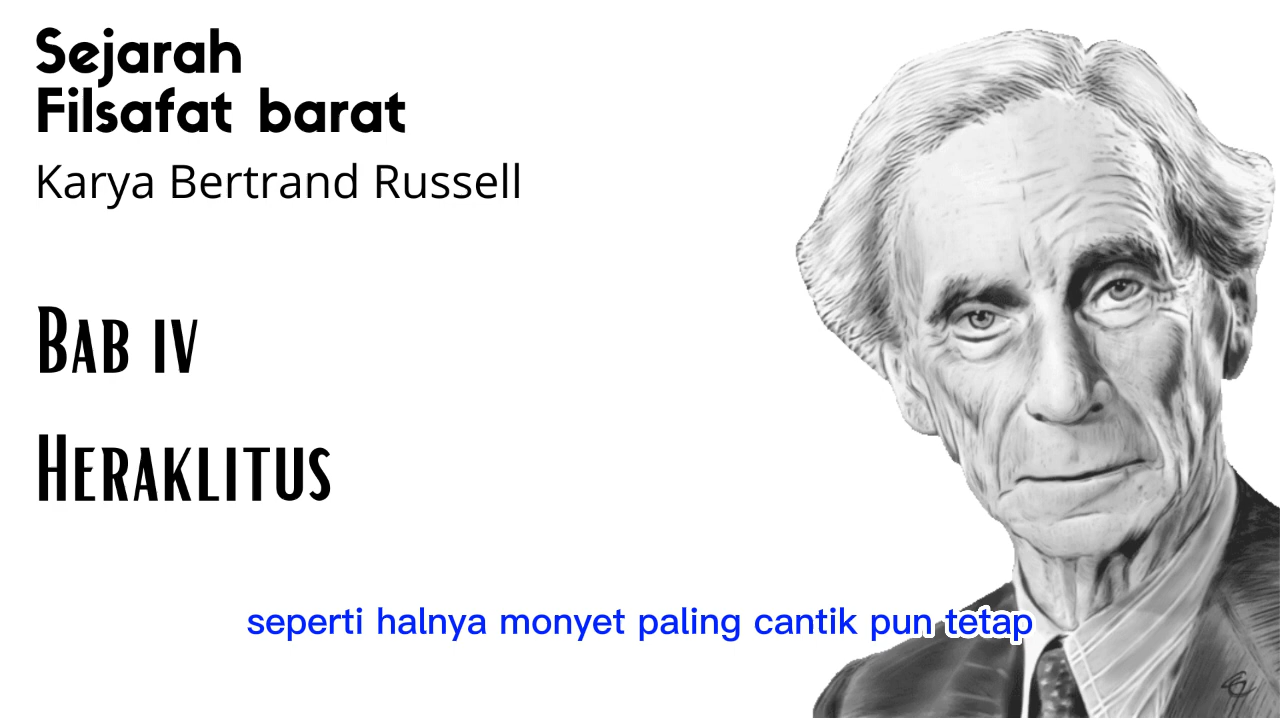 Sejarah
Filsafat barat
Karya Bertrand Russell
Bab iv
Heraklitus
seperti halnya monyet paling cantik pun tetap